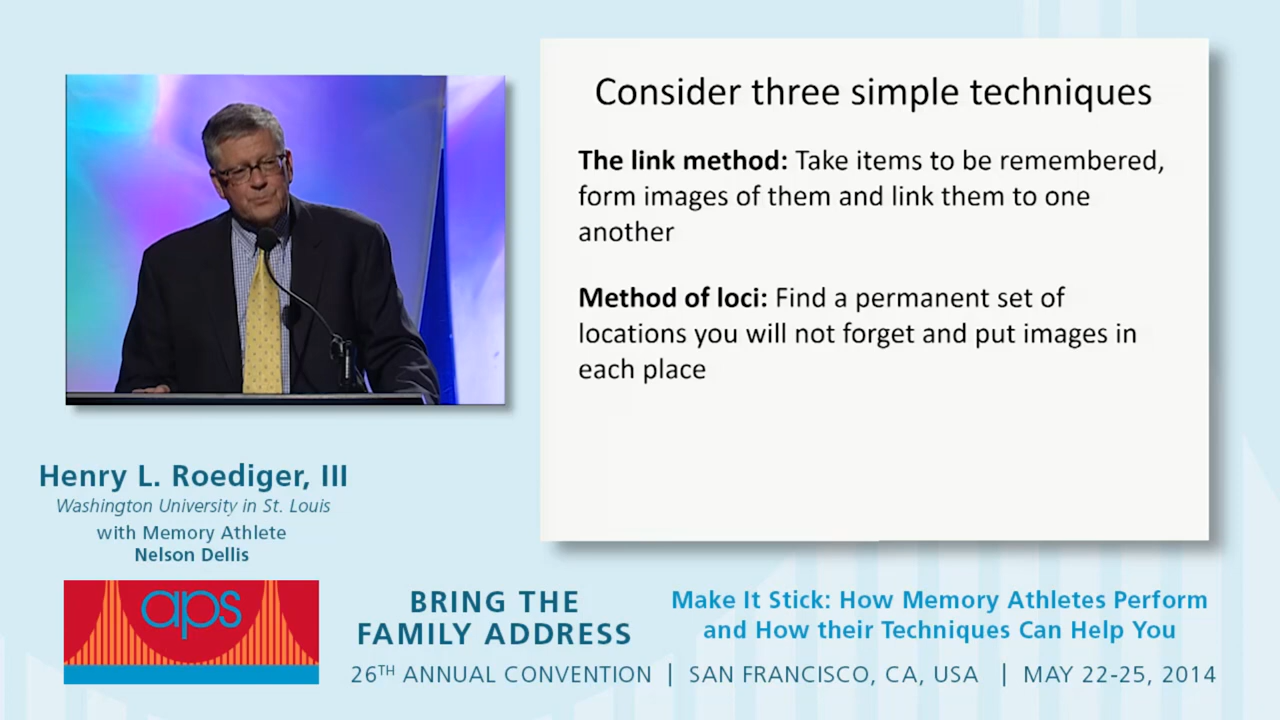 Consider three simple techniques
The link method: Take items to be remembered,
form images of them and link them to one
another
Method of loci: Find a permanent set of
locations you will not forget and put images in
each place
Henry L. Roediger, III
Washington University in St. Louis
with Memory Athlete
Nelson Dellis
aps
BRING THE
FAMILY ADDRESS
Make It Stick: How Memory Athletes Perform
and How their Techniques Can Help You
26TH ANNUAL CONVENTION | SAN FRANCISCO, CA, USA | MAY 22-25, 2014